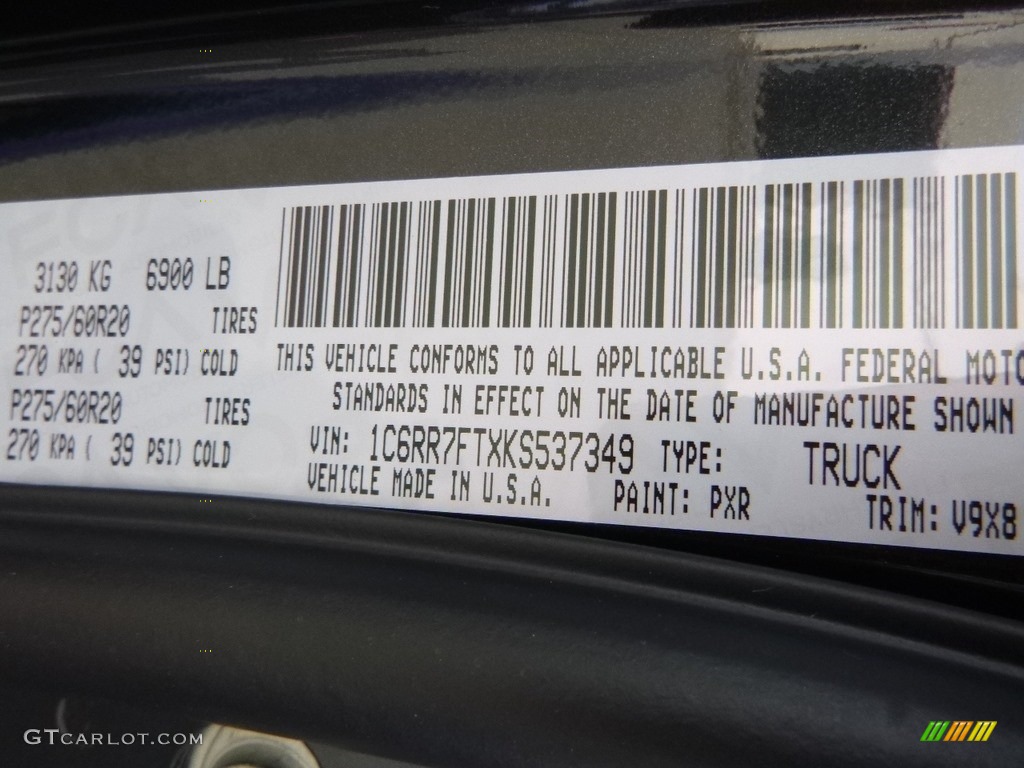 3130 KG 6900 LB
P275/60R20 TIRES
270 KPA ( 39 PSI) COLD
P275/60R20 TIRES
270 KPA ( 39 PSI) COLD
THIS VEHICLE CONFORMS TO ALL APPLICABLE U.S.A. FEDERAL MOTO
STANDARDS IN EFFECT ON THE DATE OF MANUFACTURE SHOWN
VIN: 1C6RR7FTXKS537349 TYPE: TRUCK
VEHICLE MADE IN U.S.A. PAINT: PXR TRIM: V9X8
GTCARLOT.COM